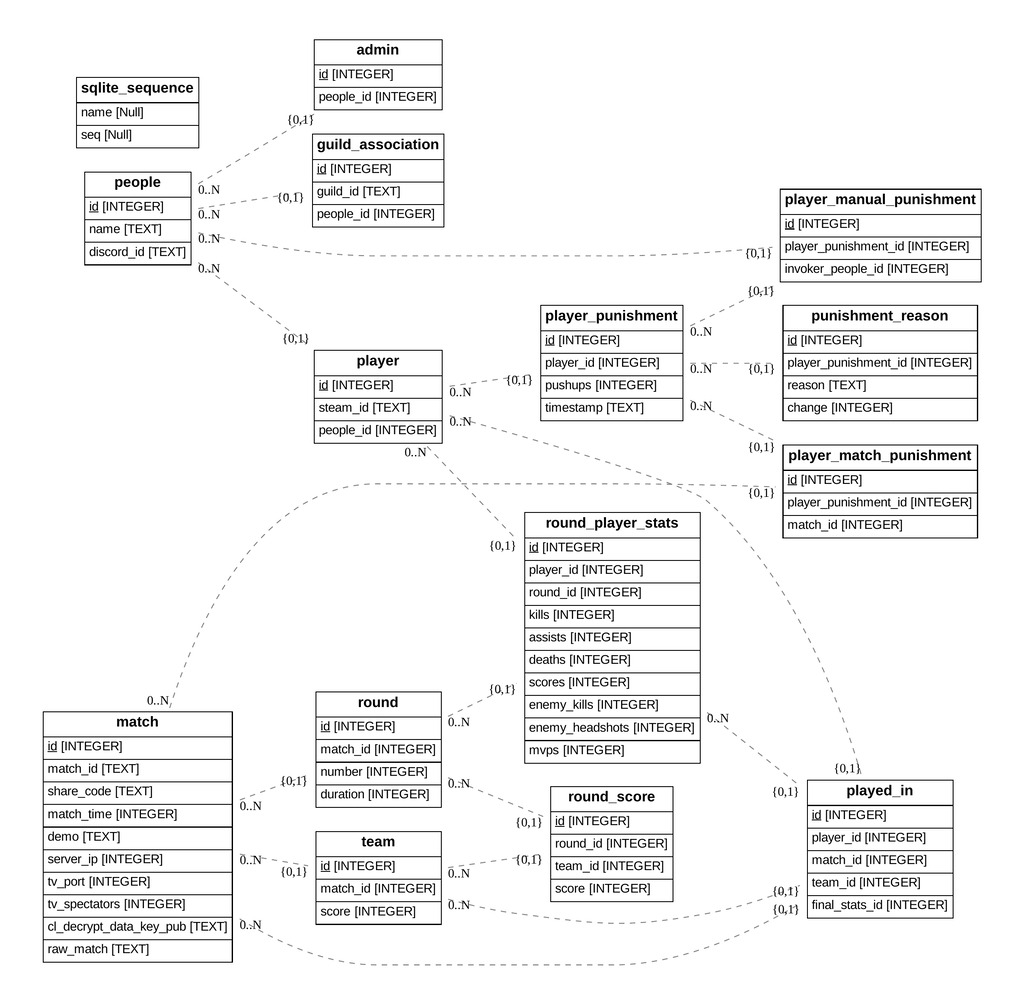 admin
id [INTEGER]
people_id [INTEGER]
sqlite_sequence
name [Null]
seq [Null]
{0,1}
guild_association
id [INTEGER]
guild_id [TEXT]
people_id [INTEGER]
people
id [INTEGER]
name [TEXT]
discord_id [TEXT]
0..N
{0,1}
0..N
0..N
{0,1}
0..N
player_manual_punishment
id [INTEGER]
player_punishment_id [INTEGER]
invoker_people_id [INTEGER]
{0,1}
{0,1}
player_punishment
id [INTEGER]
player_id [INTEGER]
pushups [INTEGER]
timestamp [TEXT]
0..N
0..N
{0,1}
0..N
punishment_reason
id [INTEGER]
player_punishment_id [INTEGER]
reason [TEXT]
change [INTEGER]
player
id [INTEGER]
steam_id [TEXT]
people_id [INTEGER]
{0,1}
0..N
0..N
0..N
{0,1}
player_match_punishment
id [INTEGER]
player_punishment_id [INTEGER]
match_id [INTEGER]
{0,1}
round_player_stats
id [INTEGER]
player_id [INTEGER]
round_id [INTEGER]
kills [INTEGER]
assists [INTEGER]
deaths [INTEGER]
scores [INTEGER]
enemy_kills [INTEGER]
enemy_headshots [INTEGER]
mvps [INTEGER]
{0,1}
{0,1}
0..N
0..N
match
id [INTEGER]
match_id [TEXT]
share_code [TEXT]
match_time [INTEGER]
demo [TEXT]
server_ip [INTEGER]
tv_port [INTEGER]
tv_spectators [INTEGER]
cl_decrypt_data_key_pub [TEXT]
raw_match [TEXT]
round
id [INTEGER]
match_id [INTEGER]
number [INTEGER]
duration [INTEGER]
0..N
{0,1}
0..N
0..N
round_score
id [INTEGER]
round_id [INTEGER]
team_id [INTEGER]
score [INTEGER]
{0,1}
{0,1}
team
id [INTEGER]
match_id [INTEGER]
score [INTEGER]
0..N
{0,1}
0..N
0..N
0..N
{0,1}
{0,1}
played_in
id [INTEGER]
player_id [INTEGER]
match_id [INTEGER]
team_id [INTEGER]
final_stats_id [INTEGER]
{0,1}
{0,1}